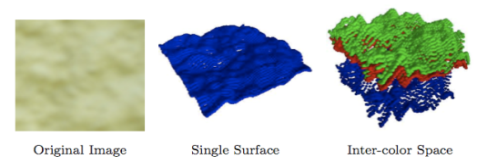 Original Image
Single Surface
Inter-color Space